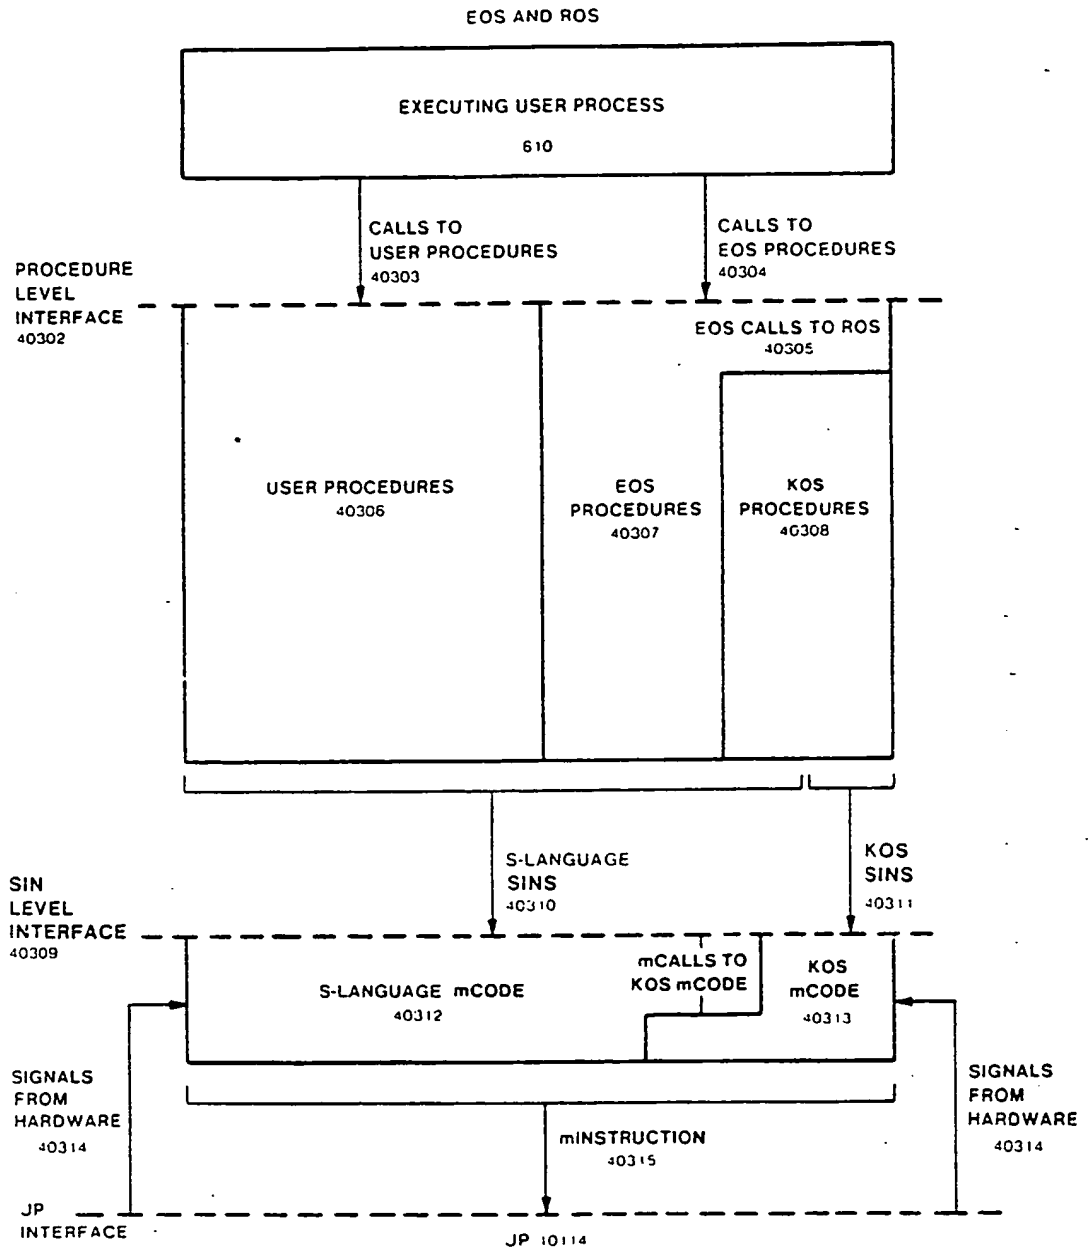 EOS AND ROS
EXECUTING USER PROCESS
610
CALLS TO
USER PROCEDURES
40303
CALLS TO
EOS PROCEDURES
40304
PROCEDURE
LEVEL
INTERFACE
40302
EOS CALLS TO ROS
40305
USER PROCEDURES
40306
EOS
PROCEDURES
40307
KOS
PROCEDURES
40308
S-LANGUAGE
SINS
40310
KOS
SINS
40311
SIN
LEVEL
INTERFACE
40309
S-LANGUAGE mCODE
40312
mCALLS TO
KOS mCODE
KOS
mCODE
40313
SIGNALS
FROM
HARDWARE
40314
SIGNALS
FROM
HARDWARE
40314
mINSTRUCTION
40315
JP
INTERFACE
JP 10114